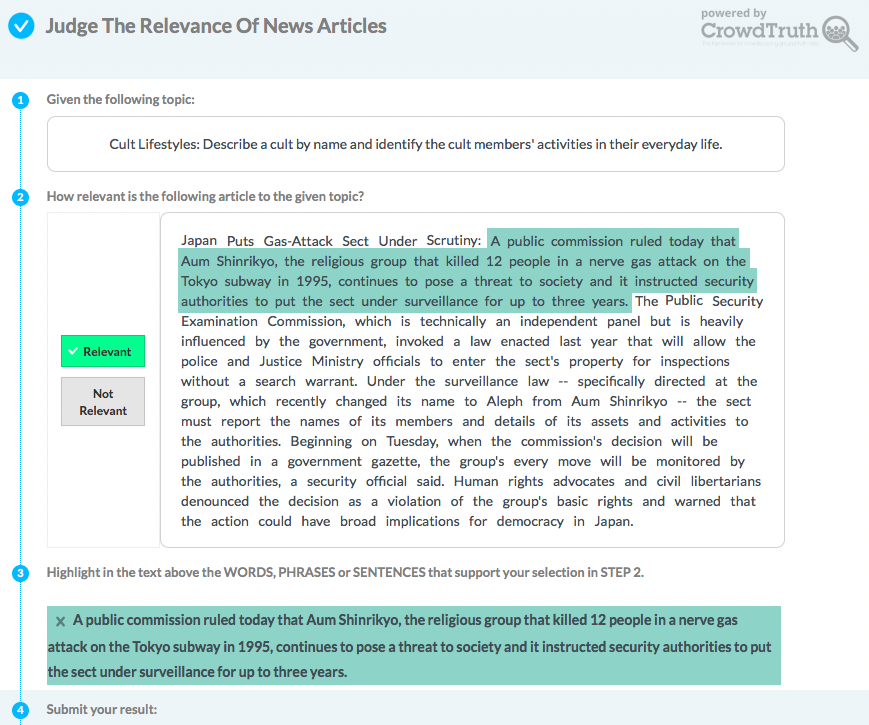 Judge The Relevance Of News Articles
powered by
CrowdTruth
1
Given the following topic:
Cult Lifestyles: Describe a cult by name and identify the cult members' activities in their everyday life.
2
How relevant is the following article to the given topic?
Relevant
Not
Relevant
Japan Puts Gas-Attack Sect Under Scrutiny: A public commission ruled today that
Aum Shinrikyo, the religious group that killed 12 people in a nerve gas attack on the
Tokyo subway in 1995, continues to pose a threat to society and it instructed security
authorities to put the sect under surveillance for up to three years. The Public Security
Examination Commission, which is technically an independent panel but is heavily
influenced by the government, invoked a law enacted last year that will allow the
police and Justice Ministry officials to enter the sect's property for inspections
without a search warrant. Under the surveillance law -- specifically directed at the
group, which recently changed its name to Aleph from Aum Shinrikyo -- the sect
must report the names of its members and details of its assets and activities to
the authorities. Beginning on Tuesday, when the commission's decision will be
published in a government gazette, the group's every move will be monitored by
the authorities, a security official said. Human rights advocates and civil libertarians
denounced the decision as a violation of the group's basic rights and warned that
the action could have broad implications for democracy in Japan.
3
Highlight in the text above the WORDS, PHRASES or SENTENCES that support your selection in STEP 2.
x A public commission ruled today that Aum Shinrikyo, the religious group that killed 12 people in a nerve gas
attack on the Tokyo subway in 1995, continues to pose a threat to society and it instructed security authorities to put
the sect under surveillance for up to three years.
4
Submit your result: